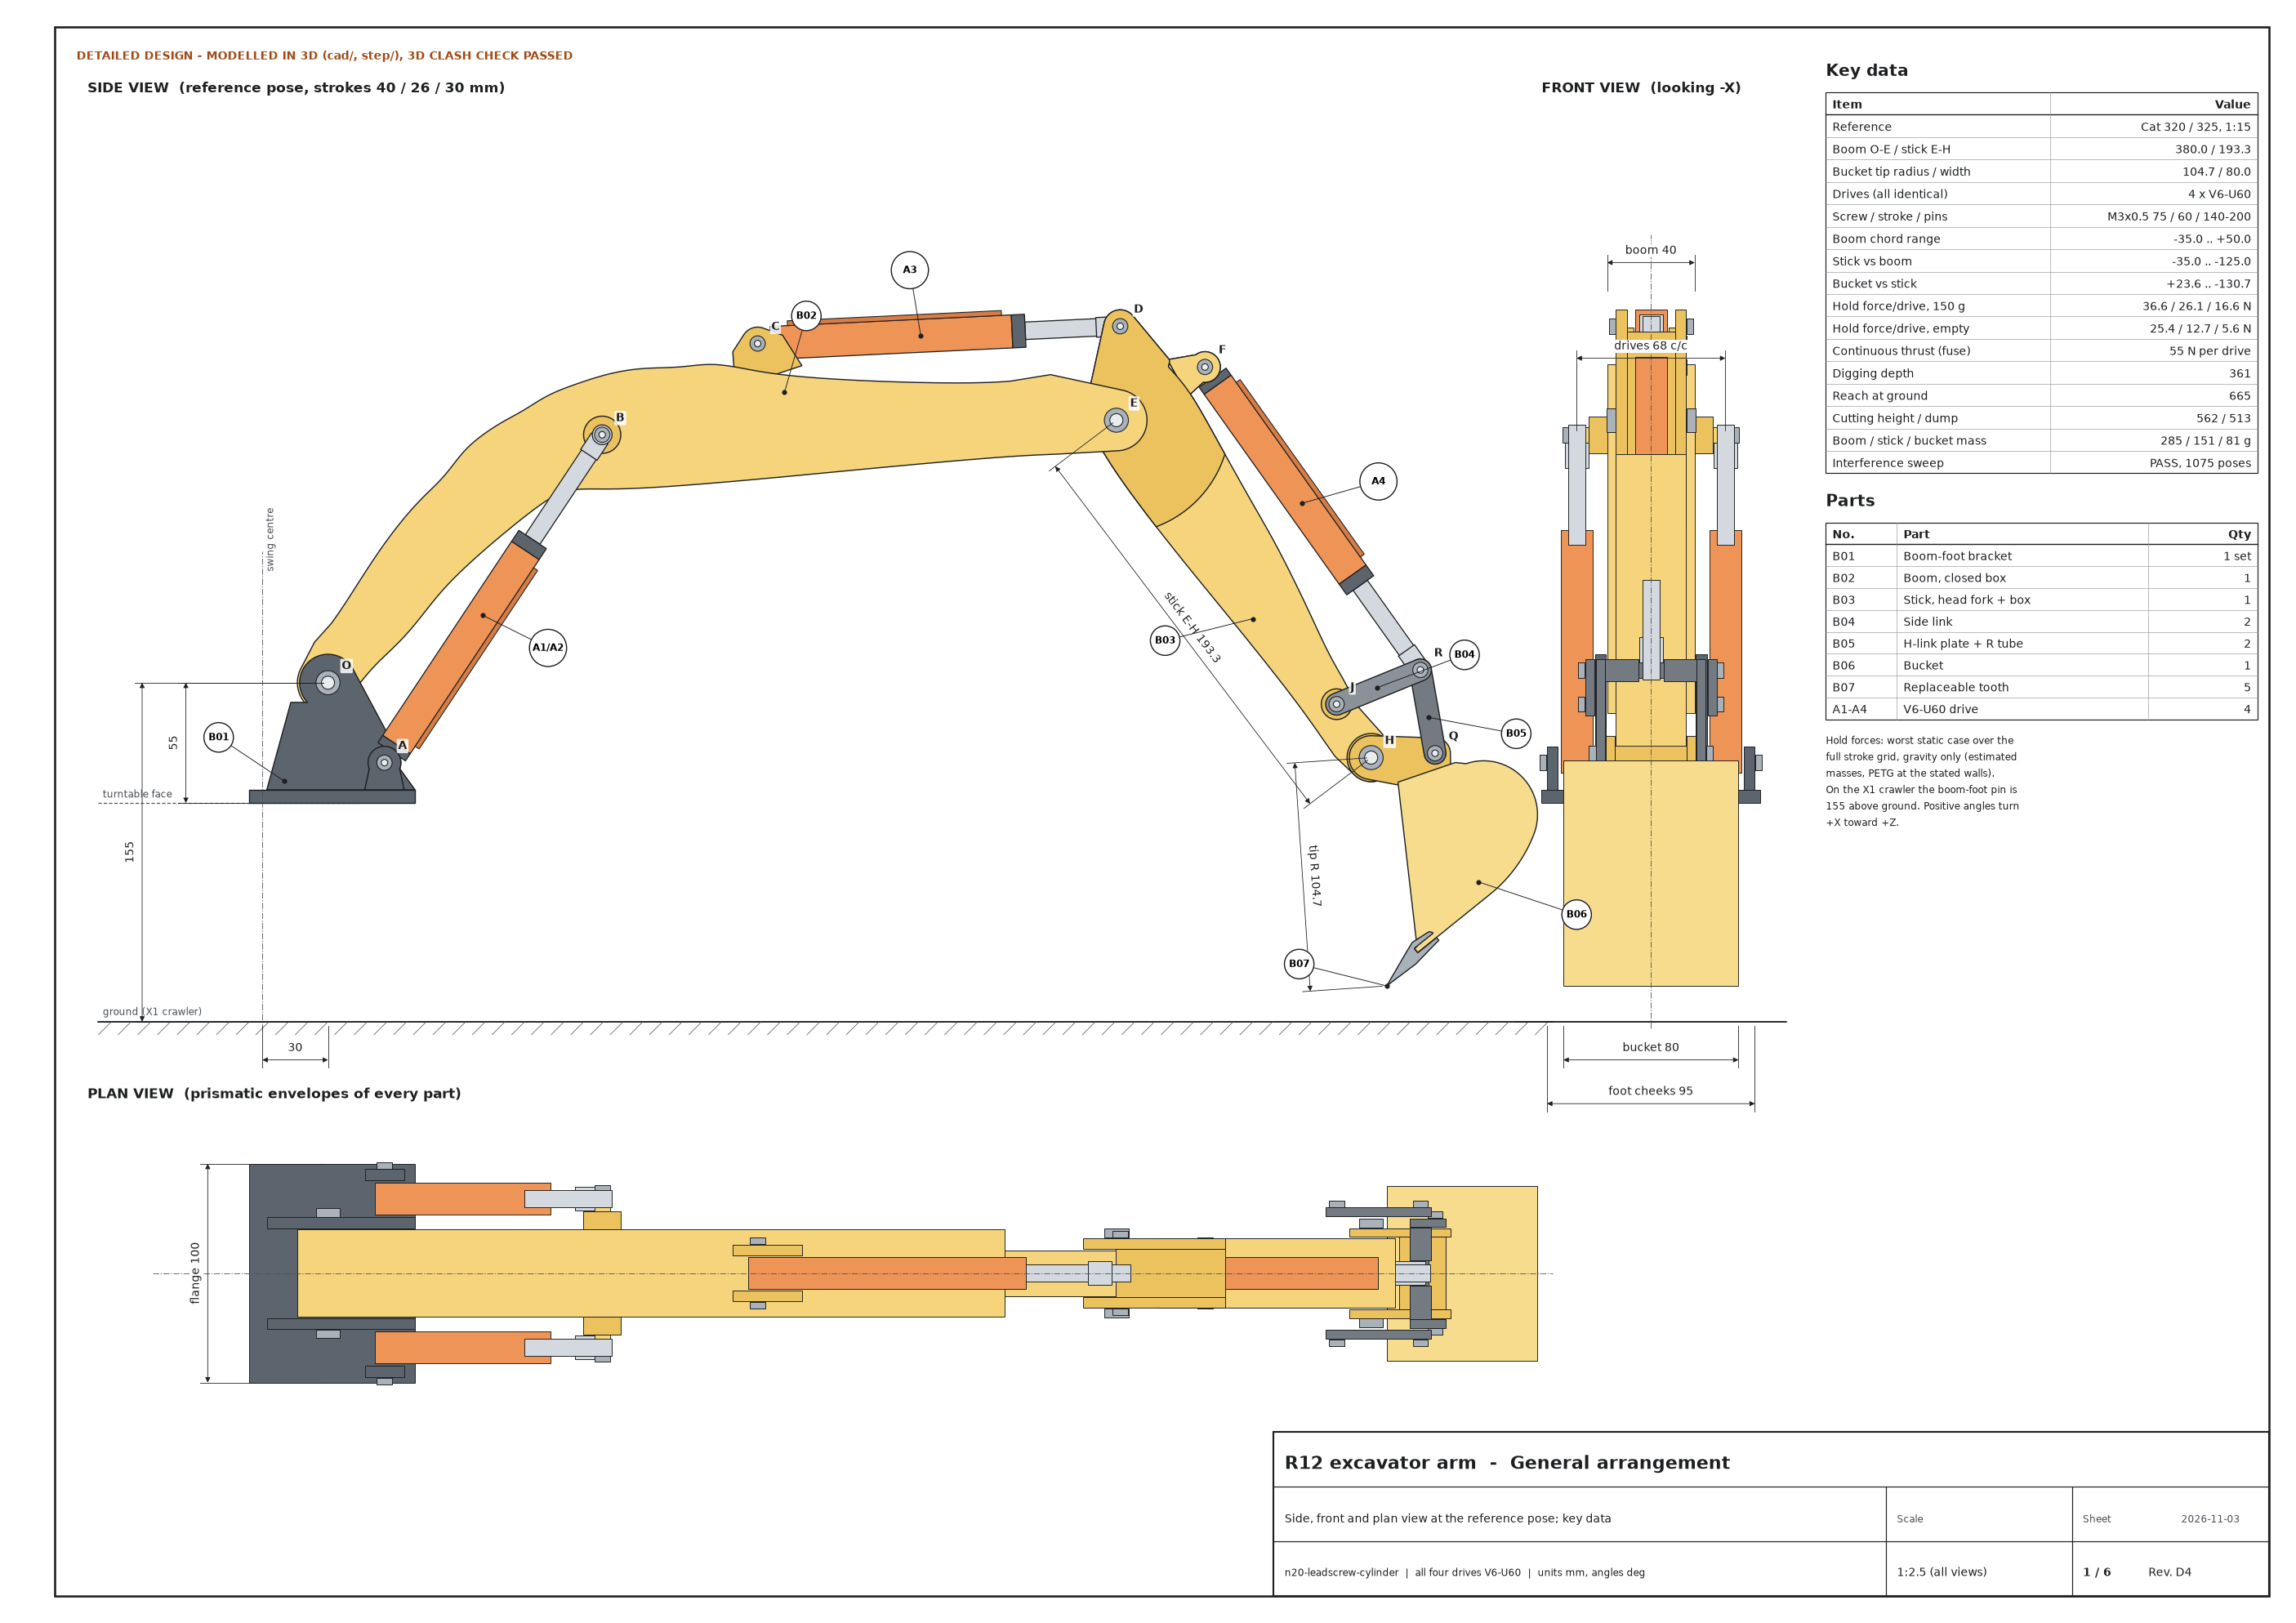 DETAILED DESIGN - MODELLED IN 3D (cad/, step/), 3D CLASH CHECK PASSED
SIDE VIEW (reference pose, strokes 40 / 26 / 30 mm)
FRONT VIEW (looking -X)
A3
B02
C
D
F
B
E
A4
swing centre
stick E-H 193.3
B03
A1/A2
O
R
B04
J
B01
A
55
H
Q
B05
turntable face
155
tip R 104.7
B06
B07
ground (X1 crawler)
30
boom 40
drives 68 c/c
bucket 80
foot cheeks 95
PLAN VIEW (prismatic envelopes of every part)
flange 100
Key data
Item Value
Reference Cat 320 / 325, 1:15
Boom O-E / stick E-H 380.0 / 193.3
Bucket tip radius / width 104.7 / 80.0
Drives (all identical) 4 x V6-U60
Screw / stroke / pins M3x0.5 75 / 60 / 140-200
Boom chord range -35.0 .. +50.0
Stick vs boom -35.0 .. -125.0
Bucket vs stick +23.6 .. -130.7
Hold force/drive, 150 g 36.6 / 26.1 / 16.6 N
Hold force/drive, empty 25.4 / 12.7 / 5.6 N
Continuous thrust (fuse) 55 N per drive
Digging depth 361
Reach at ground 665
Cutting height / dump 562 / 513
Boom / stick / bucket mass 285 / 151 / 81 g
Interference sweep PASS, 1075 poses
Parts
No. Part Qty
B01 Boom-foot bracket 1 set
B02 Boom, closed box 1
B03 Stick, head fork + box 1
B04 Side link 2
B05 H-link plate + R tube 2
B06 Bucket 1
B07 Replaceable tooth 5
A1-A4 V6-U60 drive 4
Hold forces: worst static case over the
full stroke grid, gravity only (estimated
masses, PETG at the stated walls).
On the X1 crawler the boom-foot pin is
155 above ground. Positive angles turn
+X toward +Z.
R12 excavator arm - General arrangement
Side, front and plan view at the reference pose; key data
Scale
Sheet 2026-11-03
n20-leadscrew-cylinder | all four drives V6-U60 | units mm, angles deg
1:2.5 (all views)
1 / 6 Rev. D4